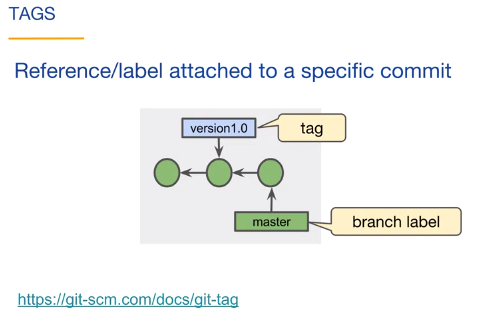 TAGS
Reference/label attached to a specific commit
version1.0
tag
master
branch label
https://git-scm.com/docs/git-tag